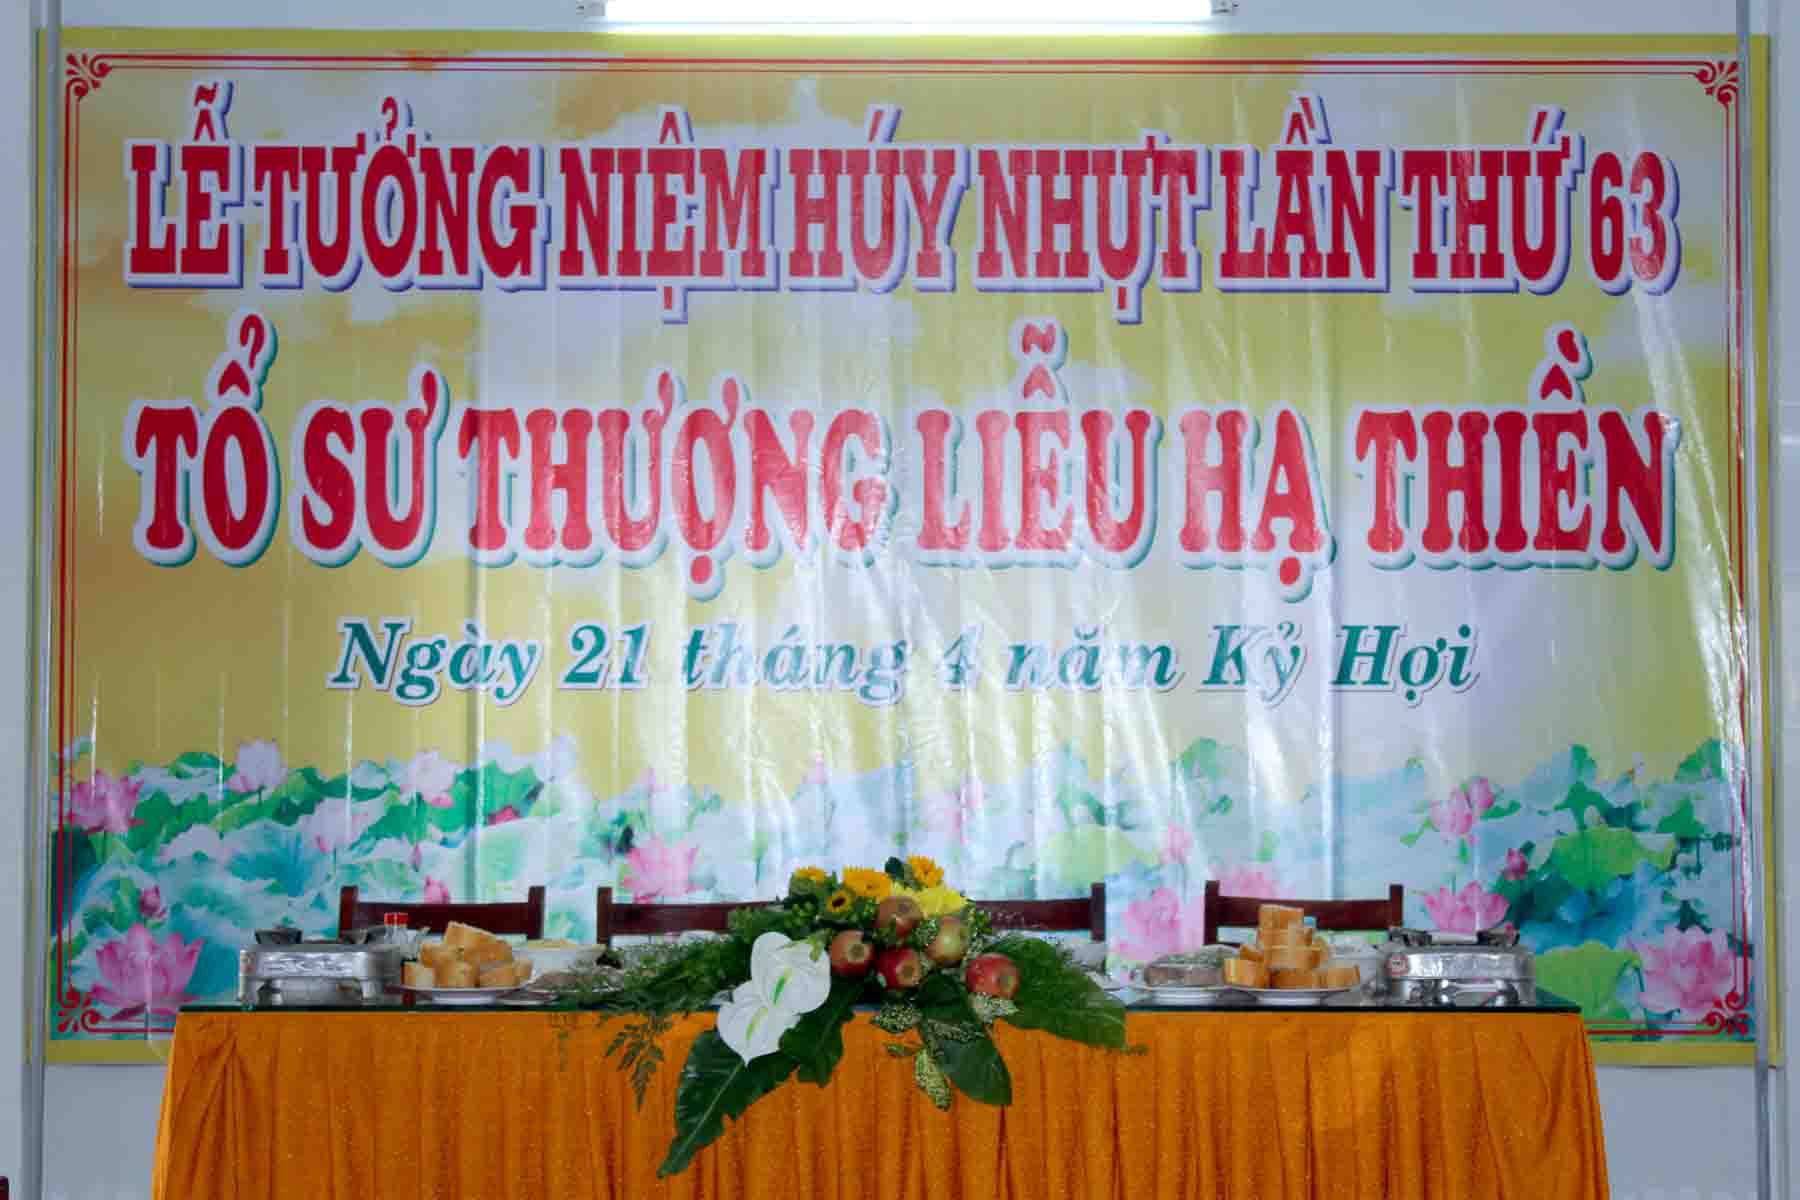 LỄ TƯỞNG NIỆM HÚY NHỰT LẦN THỨ 63
TỔ SƯ THƯỢNG LIỄU HẠ THIỀN
Ngày 21 tháng 4 năm Kỷ Hợi